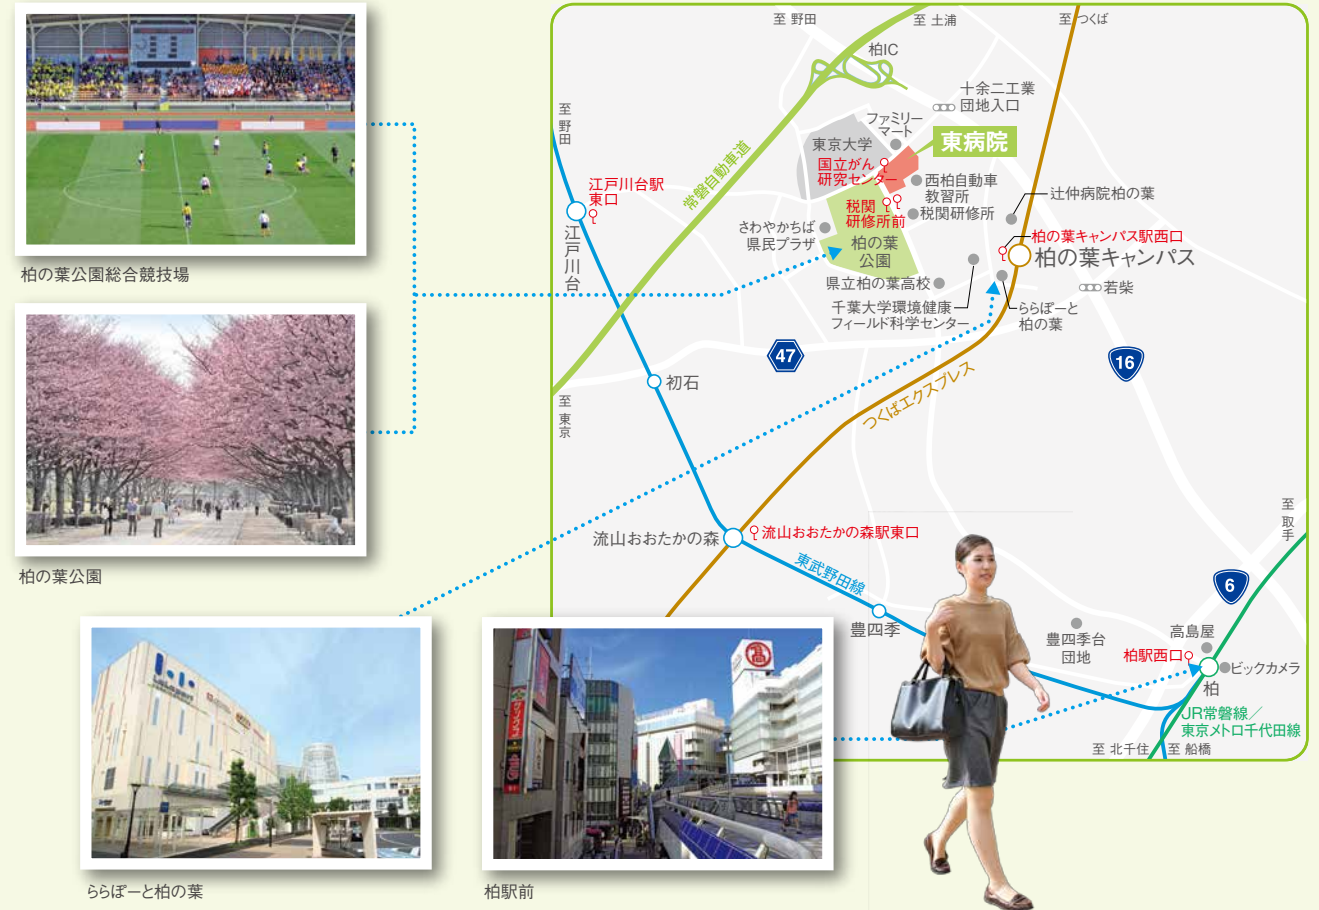 至 野田
至 土浦
至 つくば
柏IC
十余二工業
団地入口
至 野田
ファミリー
マート
東京大学
東病院
常磐自動車道
国立がん
研究センター
江戸川台駅
東口
西柏自動車
教習所
辻仲病院柏の葉
税関
研修所前
税関研修所
さわやかちば
県民プラザ
柏の葉
公園
柏の葉キャンパス駅西口
柏の葉キャンパス
江戸川台
柏の葉公園総合競技場
県立柏の葉高校
若柴
千葉大学環境健康
フィールド科学センター
ららぽーと
柏の葉
47
16
初石
つくばエクスプレス
至 東京
至 取手
流山おおたかの森
流山おおたかの森駅東口
東武野田線
柏の葉公園
6
豊四季
豊四季台
団地
高島屋
柏駅西口
ビックカメラ
柏
JR常磐線／
東京メトロ千代田線
至 北千住
至 船橋
ららぽーと柏の葉
柏駅前